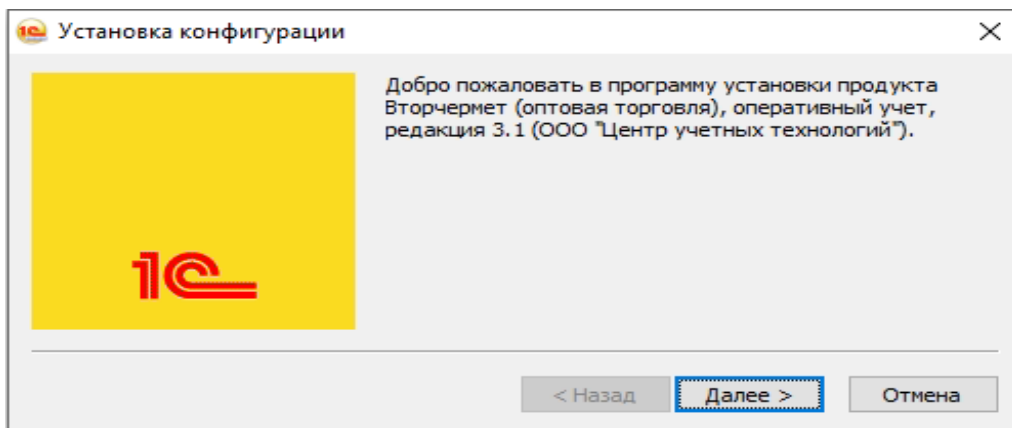 Установка конфигурации
Добро пожаловать в программу установки продукта
Вторчермет (оптовая торговля), оперативный учет,
редакция 3.1 (ООО "Центр учетных технологий").
1С
< Назад
Далее >
Отмена